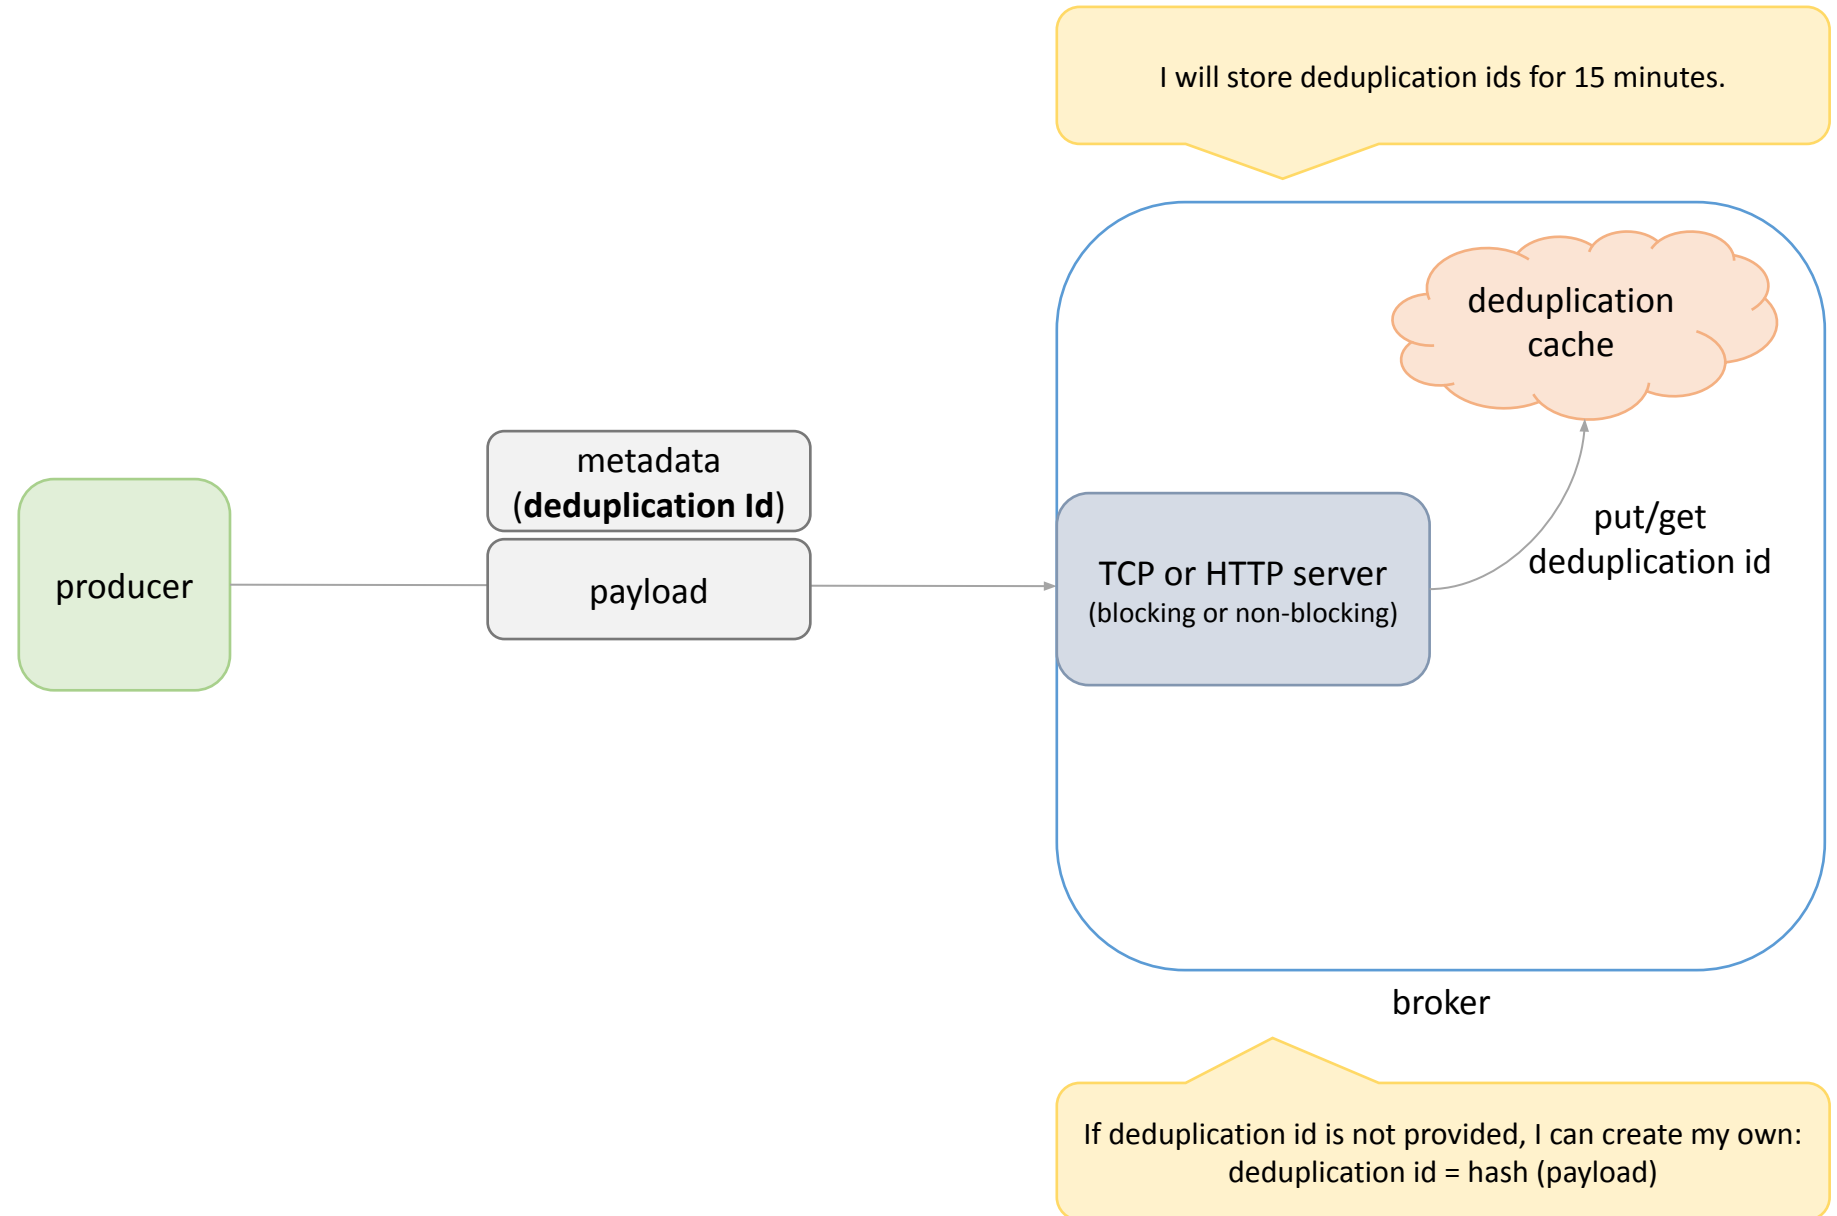 I will store deduplication ids for 15 minutes.
deduplication
cache
metadata
(deduplication Id)
put/get
deduplication id
producer
payload
TCP or HTTP server
(blocking or non-blocking)
broker
If deduplication id is not provided, I can create my own:
deduplication id = hash (payload)